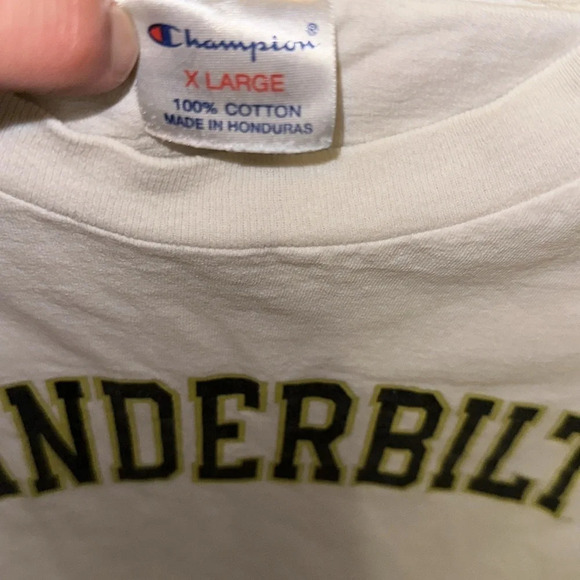 Champion®
X LARGE
100% COTTON
MADE IN HONDURAS
ANDERBILT